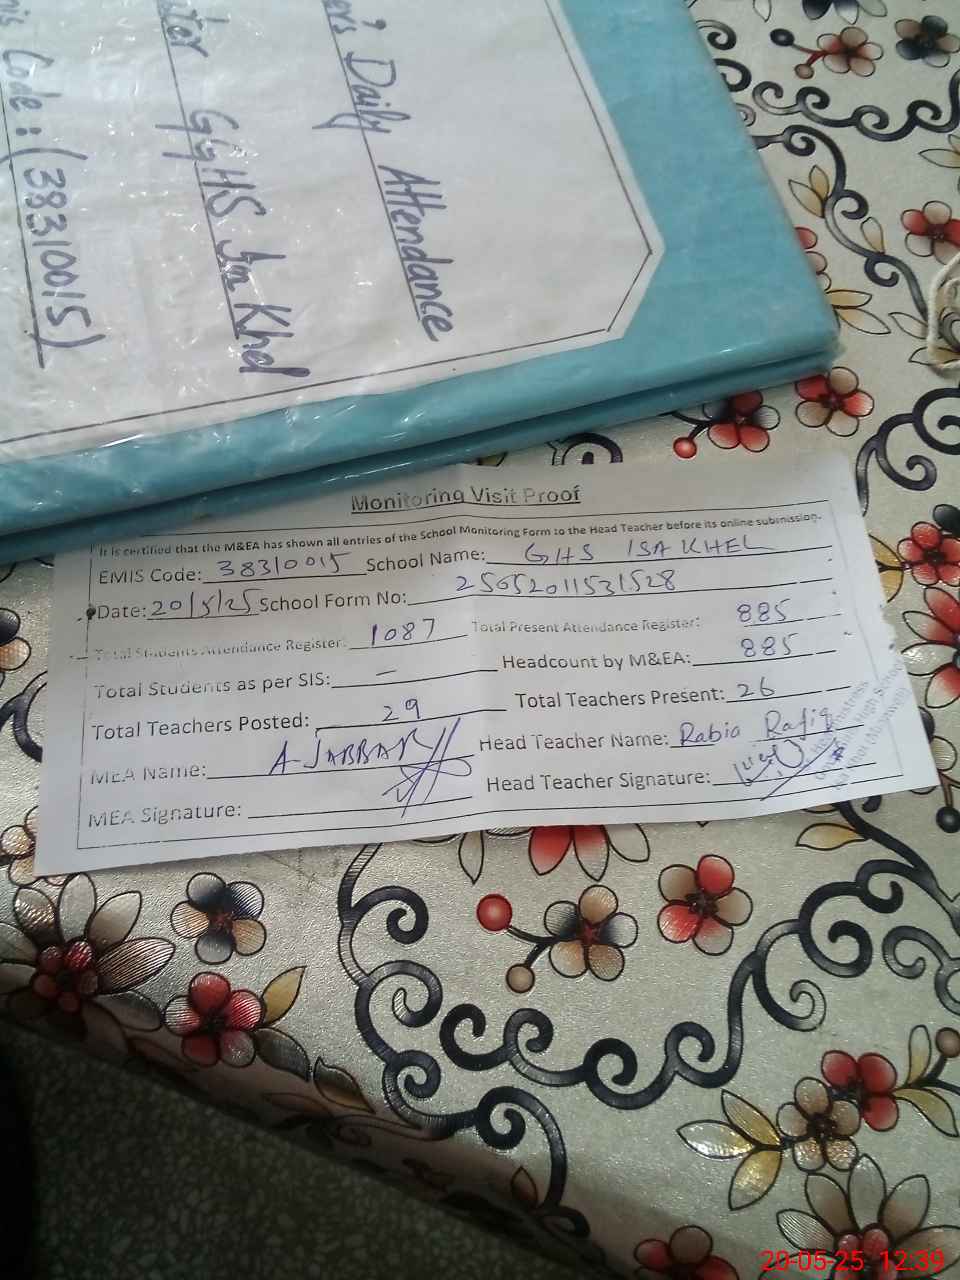 Daily Attendance
GGHS Isa Khel
Code: (38310015)
Monitoring Visit Proof
It is certified that the M&EA has shown all entries of the School Monitoring Form to the Head Teacher before its online submission.
EMIS Code: 38310015 School Name: GHS ISA KHEL
Date: 20/5/25 School Form No:
Total Students Attendance Register: 1087 Total Present Attendance Register: 885
Total Students as per SIS: — Headcount by M&EA: 885
Total Teachers Posted: 29 Total Teachers Present: 26
MEA Name: A-JABBAR Head Teacher Name: Rabia Rafiq
MEA Signature: Head Teacher Signature:
20-05-25 12:39